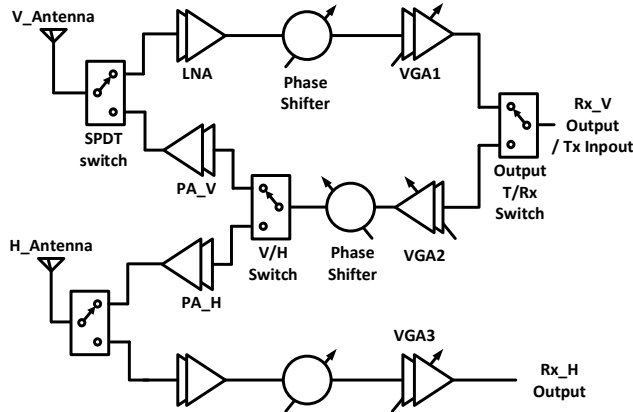 V_Antenna
LNA
Phase
Shifter
VGA1
SPDT
switch
Rx_V
Output
/ Tx Inpout
Output
T/Rx
Switch
PA_V
V/H
Switch
Phase
Shifter
VGA2
H_Antenna
PA_H
VGA3
Rx_H
Output